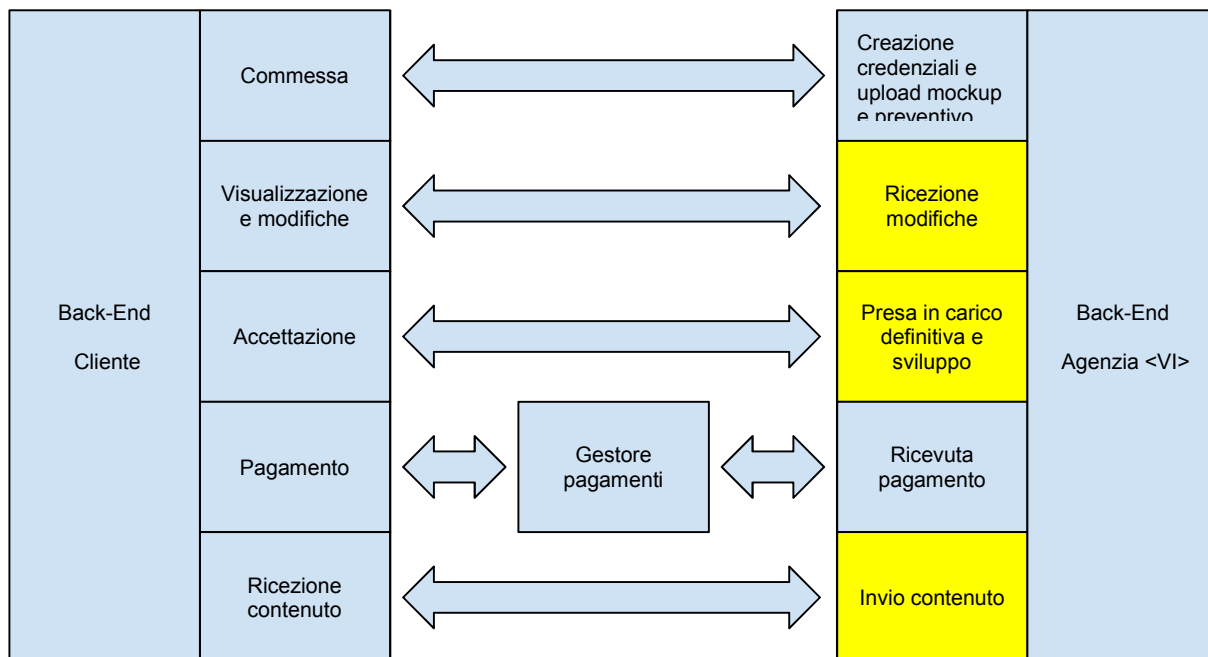 Back-End
Cliente
Commessa
Creazione
credenziali e
upload mockup
e preventivo
Visualizzazione
e modifiche
Ricezione
modifiche
Accettazione
Presa in carico
definitiva e
sviluppo
Back-End
Agenzia <VI>
Pagamento
Gestore
pagamenti
Ricevuta
pagamento
Ricezione
contenuto
Invio contenuto